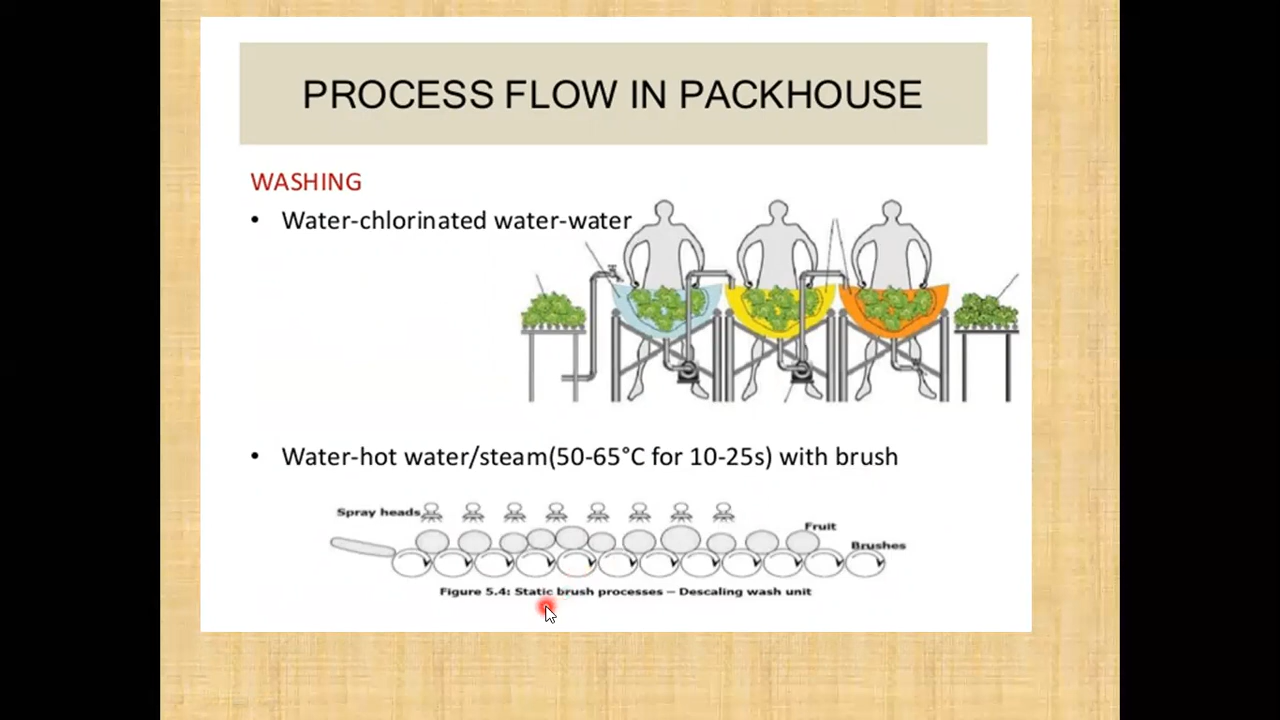 PROCESS FLOW IN PACKHOUSE
WASHING
• Water-chlorinated water-water
• Water-hot water/steam(50-65°C for 10-25s) with brush
Spray heads
Fruit
Brushes
Figure 5.4: Static brush processes – Descaling wash unit